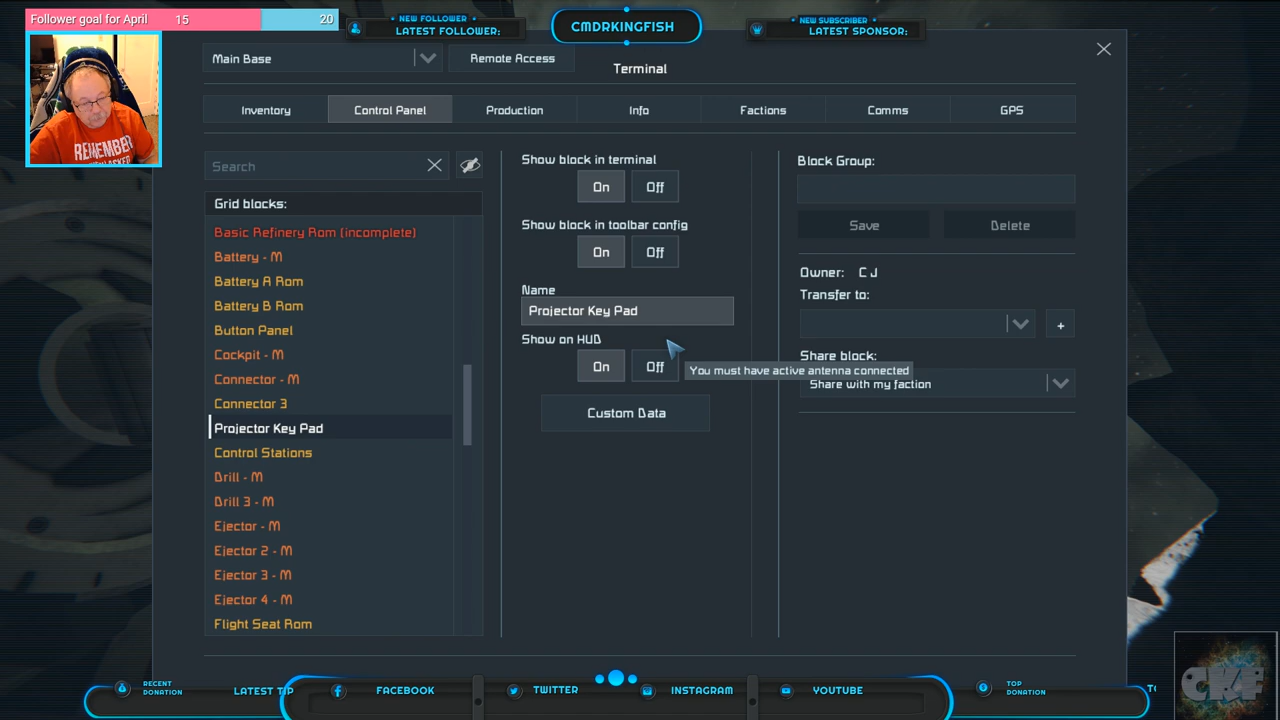 Follower goal for April 15 20
NEW FOLLOWER
LATEST FOLLOWER:
CMDRKINGFISH
NEW SUBSCRIBER
LATEST SPONSOR:
Main Base
Remote Access
Terminal
Inventory
Control Panel
Production
Info
Factions
Comms
GPS
Search
Grid blocks:
Basic Refinery Rom (incomplete)
Battery - M
Battery A Rom
Battery B Rom
Button Panel
Cockpit - M
Connector - M
Connector 3
Projector Key Pad
Control Stations
Drill - M
Drill 3 - M
Ejector - M
Ejector 2 - M
Ejector 3 - M
Ejector 4 - M
Flight Seat Rom
Show block in terminal
On Off
Show block in toolbar config
On Off
Name
Projector Key Pad
Show on HUD
On Off
You must have active antenna connected
Custom Data
Block Group:
Save Delete
Owner: C J
Transfer to:
+
Share block:
Share with my faction
REMEMBER
RECENT
DONATION
LATEST TIP
FACEBOOK
TWITTER
INSTAGRAM
YOUTUBE
TOP
DONATION
CKF